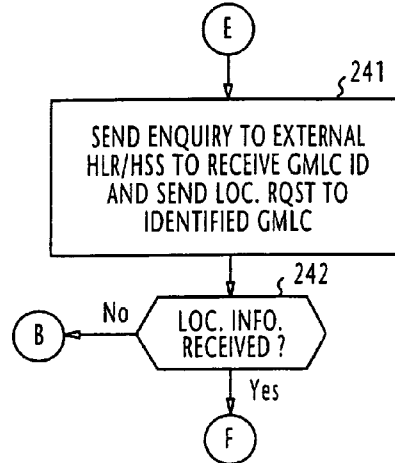 E
241
SEND ENQUIRY TO EXTERNAL
HLR/HSS TO RECEIVE GMLC ID
AND SEND LOC. RQST TO
IDENTIFIED GMLC
242
No
B
LOC. INFO.
RECEIVED ?
Yes
F